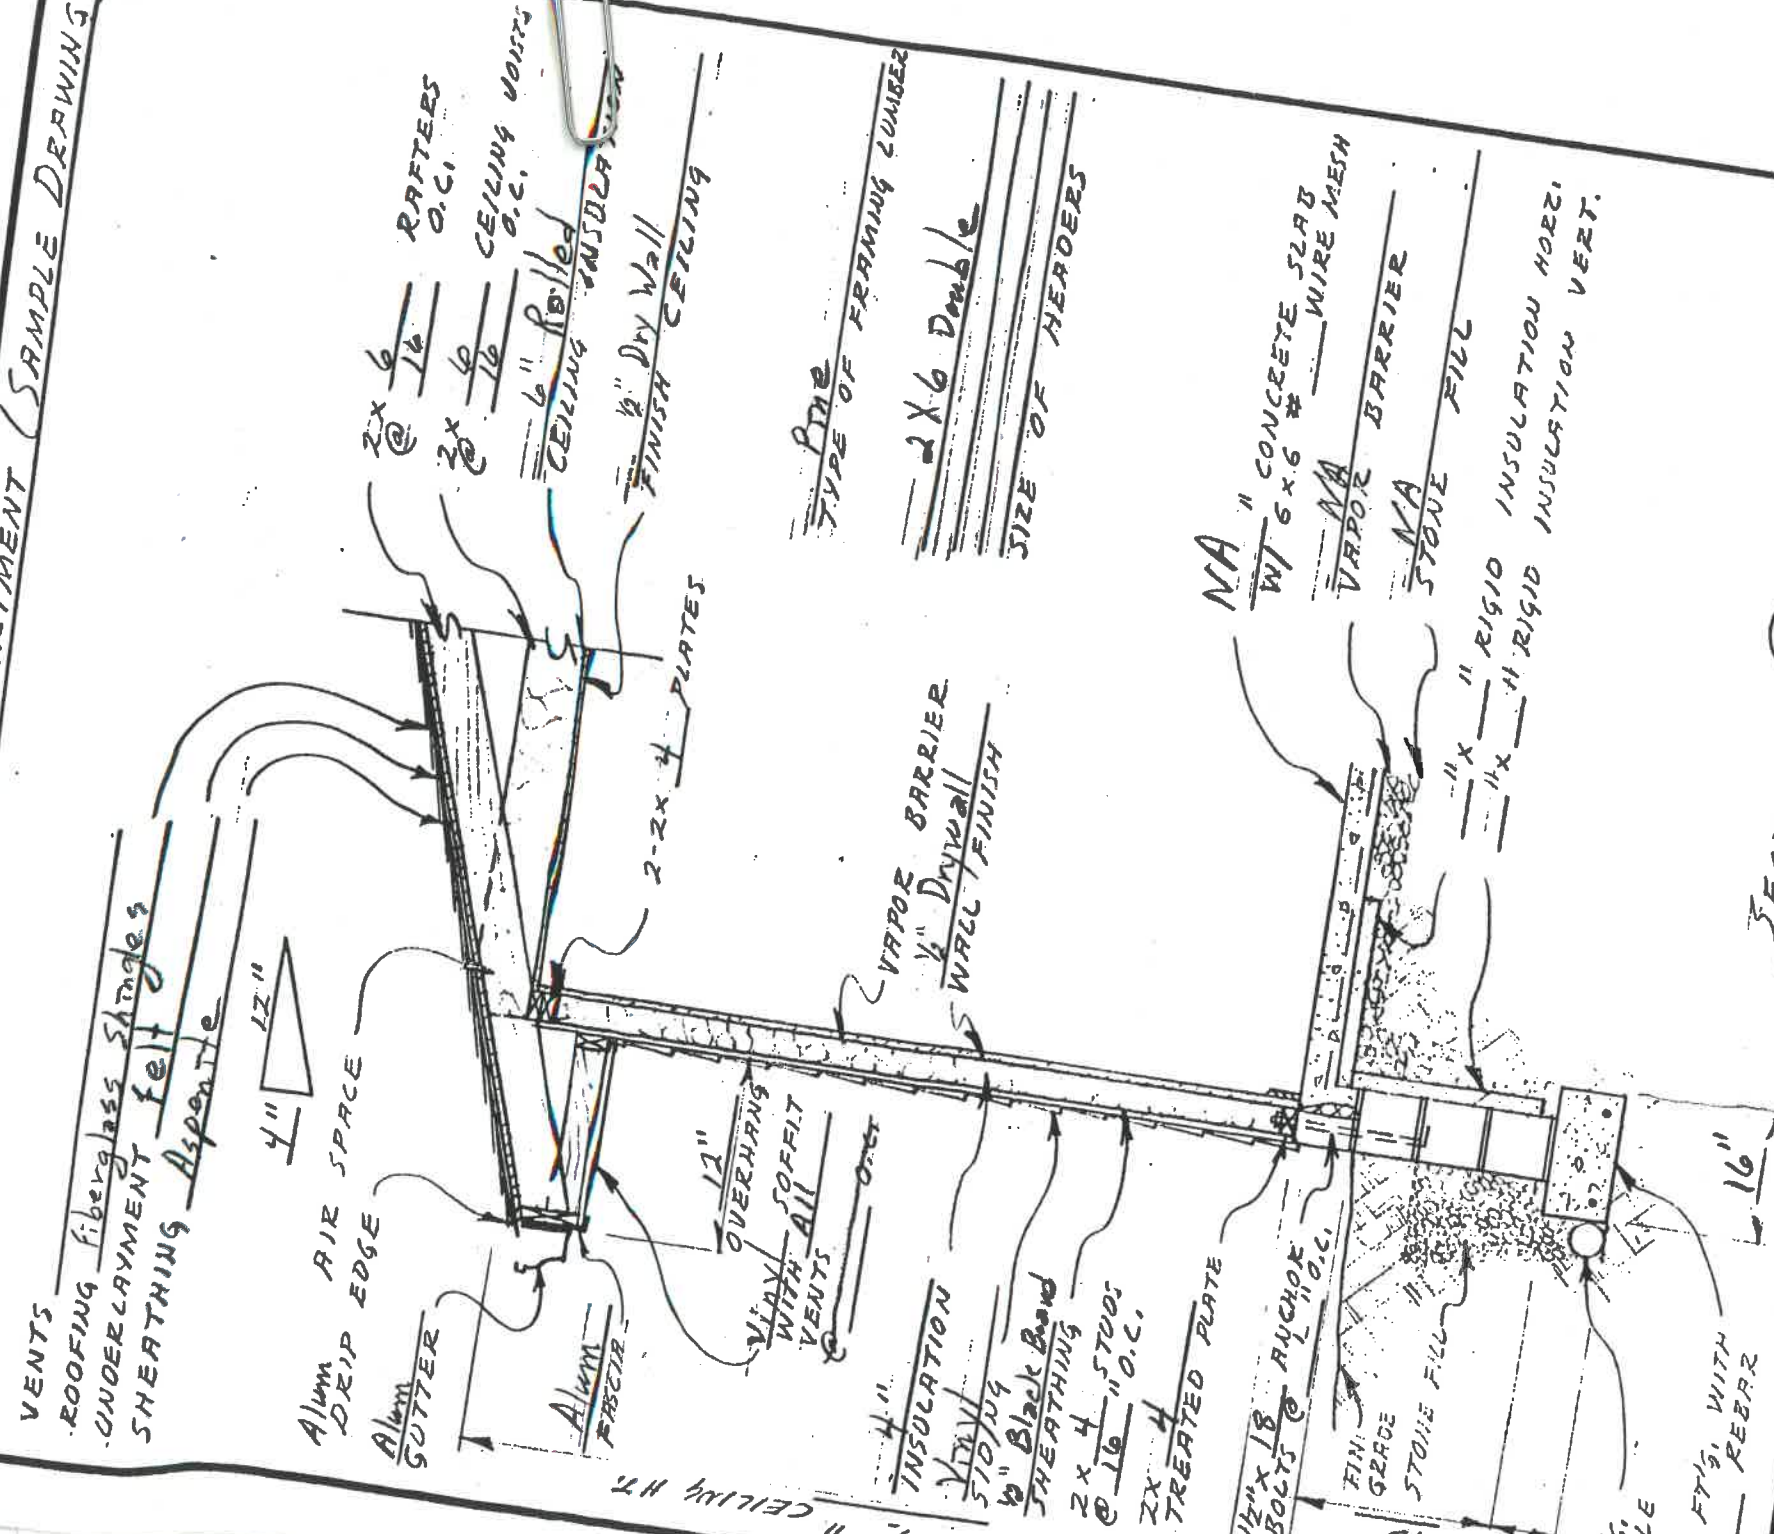 (SAMPLE DRAWING
VENTS
Fiberglass Shingles
ROOFING
UNDERLAYMENT felt
SHEATHING Aspenite
4" 12"
AIR SPACE
Alum
DRIP EDGE
Alum
GUTTER
Alum
FASCIA
12"
OVERHANG
Vinyl SOFFIT
WITH All
VENTS
@
O.C.
4"
INSULATION
Vinyl
SIDING
Black Board
SHEATHING
2 x 4 STUDS
@ 16" O.C.
2x 4
TREATED PLATE
1/2" x 18 ANCHOR
BOLTS @ " O.C.
FIN.
GRADE
STONE FILL
FT'G. WITH
REBAR
CEILING HT.
2x 6 RAFTERS
@ 16 O.C.
2x 6 CEILING JOISTS
@ 16 O.C.
6" Rolled
CEILING INSULATION
1/2" Dry Wall
FINISH CEILING
2-2x 4 PLATES
Pine
TYPE OF FRAMING LUMBER
2X6 Double
SIZE OF HEADERS
VAPOR BARRIER
1/2" Drywall
WALL FINISH
NA " CONCRETE SLAB
W/ 6x6 # WIRE MESH
NA
VAPOR BARRIER
NA
STONE FILL
"x " RIGID INSULATION HORZ.
"x " RIGID INSULATION VERT.
16"